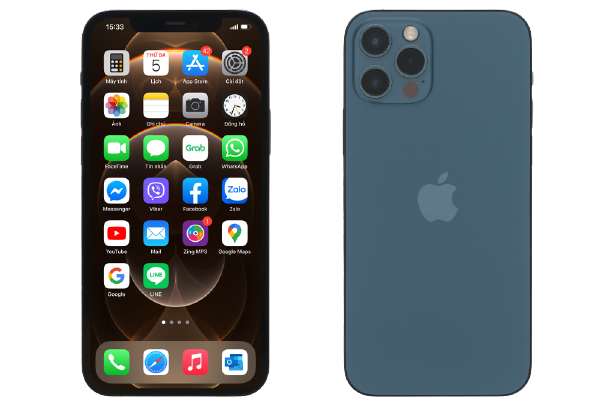 15:33
THỨ BA
5
42
2
Máy tính
Lịch
App Store
Cài đặt
Ảnh
Ghi chú
Camera
Đồng hồ
Grab
FaceTime
Tin nhắn
Grab
WhatsApp
Zalo
Messenger
Viber
Facebook
Zalo
1
YouTube
Mail
Zing MP3
Google Maps
LINE
Google
LINE